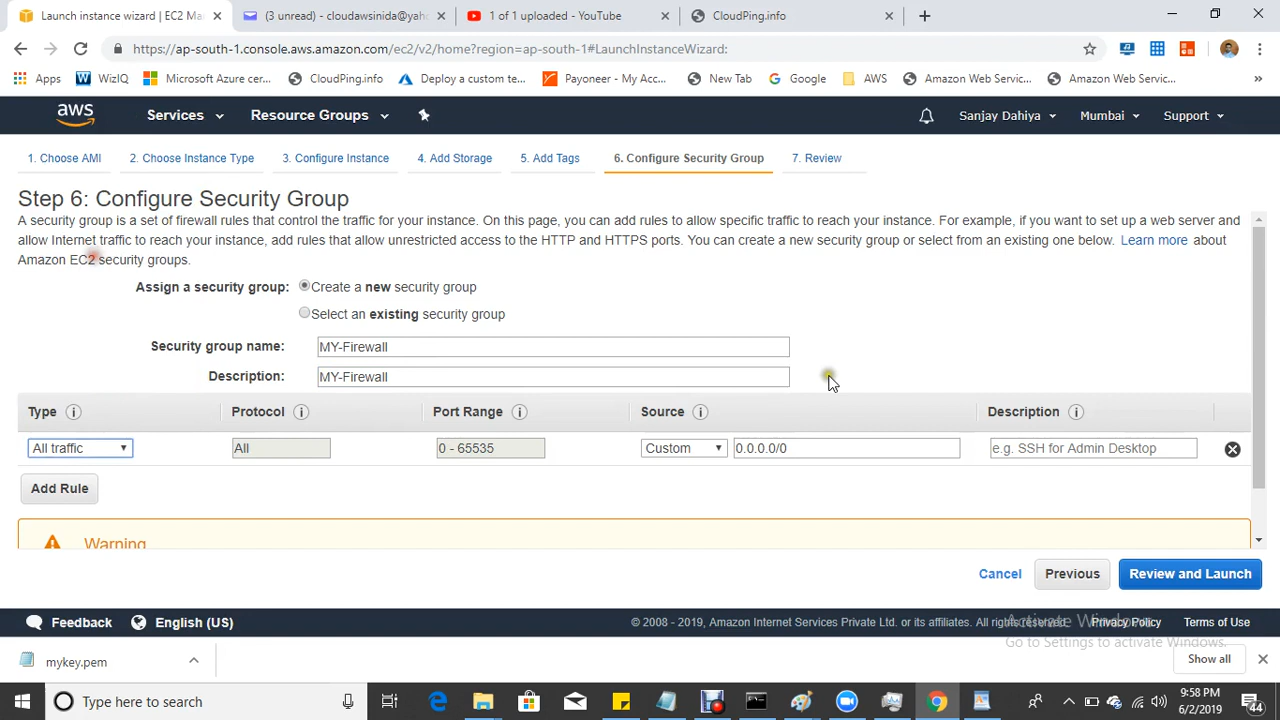 Launch instance wizard | EC2 Ma
(3 unread) - cloudawsinida@yaho
1 of 1 uploaded - YouTube
CloudPing.info
https://ap-south-1.console.aws.amazon.com/ec2/v2/home?region=ap-south-1#LaunchInstanceWizard:
Apps
WizIQ
Microsoft Azure cer...
CloudPing.info
Deploy a custom te...
Payoneer - My Acc...
New Tab
Google
AWS
Amazon Web Servic...
Amazon Web Servic...
»
aws
Services
Resource Groups
Sanjay Dahiya
Mumbai
Support
1. Choose AMI
2. Choose Instance Type
3. Configure Instance
4. Add Storage
5. Add Tags
6. Configure Security Group
7. Review
Step 6: Configure Security Group
A security group is a set of firewall rules that control the traffic for your instance. On this page, you can add rules to allow specific traffic to reach your instance. For example, if you want to set up a web server and
allow Internet traffic to reach your instance, add rules that allow unrestricted access to the HTTP and HTTPS ports. You can create a new security group or select from an existing one below. Learn more about
Amazon EC2 security groups.
Assign a security group:
Create a new security group
Select an existing security group
Security group name:
MY-Firewall
Description:
MY-Firewall
Type
Protocol
Port Range
Source
Description
All traffic
All
0 - 65535
Custom
0.0.0.0/0
e.g. SSH for Admin Desktop
Add Rule
Warning
Cancel
Previous
Review and Launch
Feedback
English (US)
© 2008 - 2019, Amazon Internet Services Private Ltd. or its affiliates. All rights reserved.
Privacy Policy
Terms of Use
Activate Windows
Go to Settings to activate Windows.
mykey.pem
Show all
Type here to search
9:58 PM
6/2/2019
44